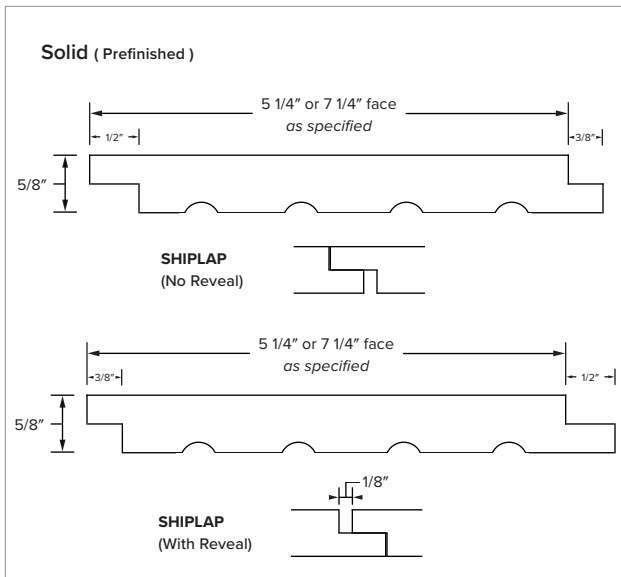 Solid ( Prefinished )
5 1/4″ or 7 1/4″ face
as specified
1/2″
3/8″
5/8″
SHIPLAP
(No Reveal)
5 1/4″ or 7 1/4″ face
as specified
3/8″
1/2″
5/8″
1/8″
SHIPLAP
(With Reveal)